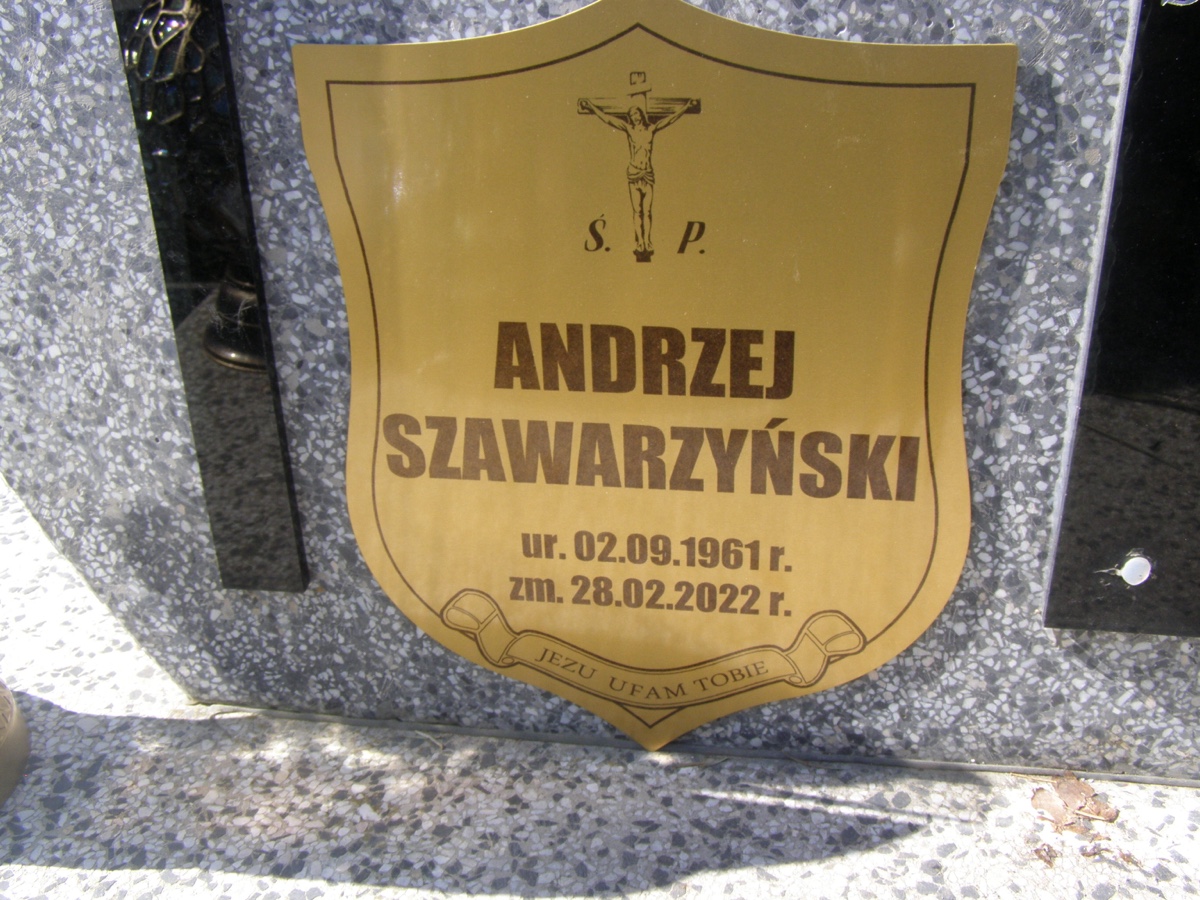 Ś. P.
ANDRZEJ
SZAWARZYŃSKI
ur. 02.09.1961 r.
zm. 28.02.2022 r.
JEZU UFAM TOBIE